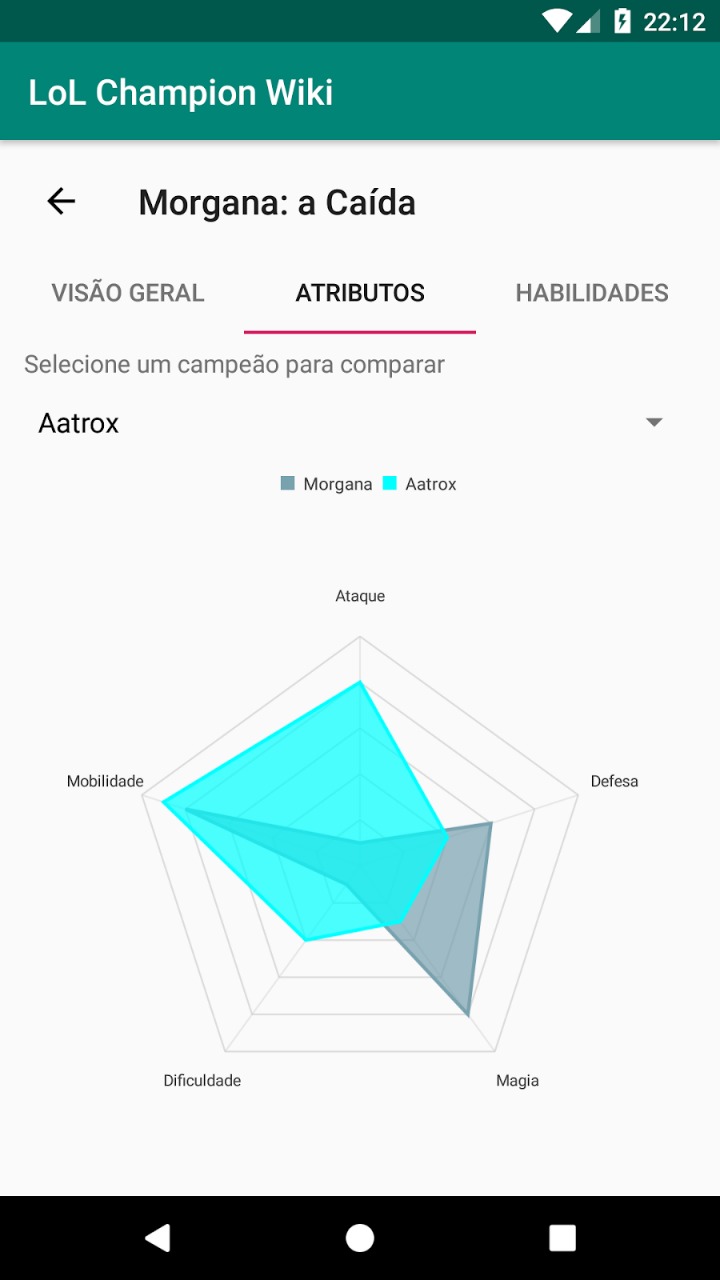 22:12
LoL Champion Wiki
Morgana: a Caída
VISÃO GERAL ATRIBUTOS HABILIDADES
Selecione um campeão para comparar
Aatrox
Morgana Aatrox
Ataque
Mobilidade Defesa
Dificuldade Magia